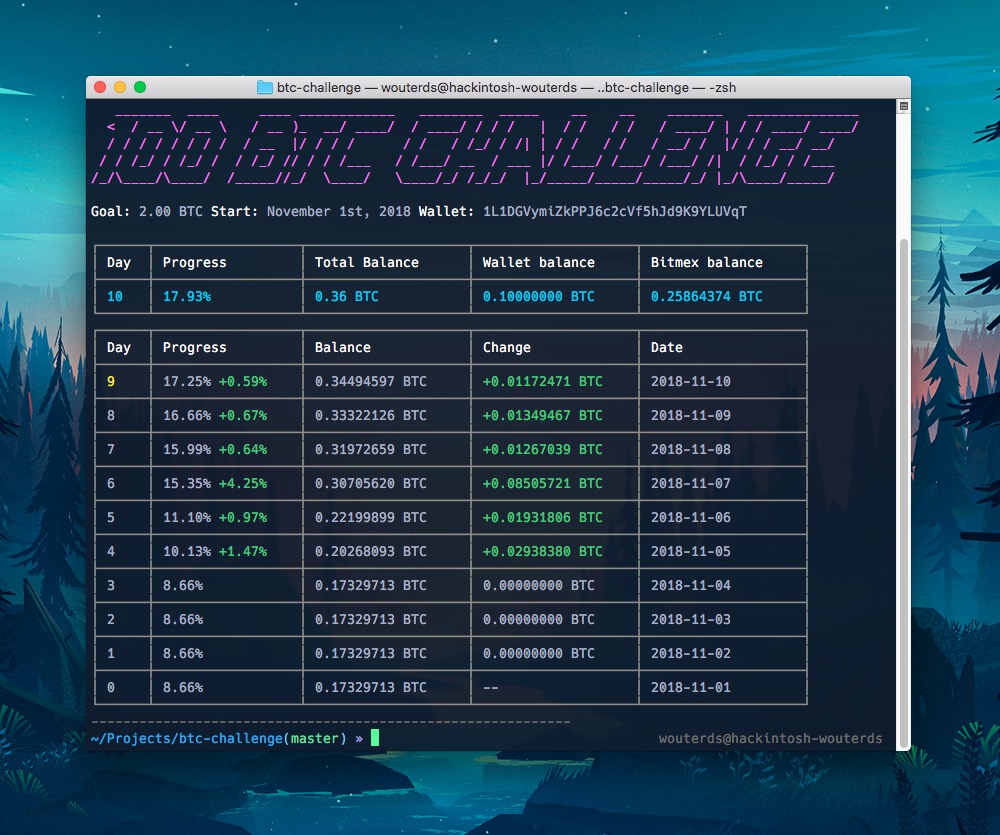 btc-challenge — wouterds@hackintosh-wouterds — ..btc-challenge — -zsh
Goal: 2.00 BTC Start: November 1st, 2018 Wallet: 1L1DGVymiZkPPJ6c2cVf5hJd9K9YLUVqT
Day Progress Total Balance Wallet balance Bitmex balance
10 17.93% 0.36 BTC 0.10000000 BTC 0.25864374 BTC
Day Progress Balance Change Date
9 17.25% +0.59% 0.34494597 BTC +0.01172471 BTC 2018-11-10
8 16.66% +0.67% 0.33322126 BTC +0.01349467 BTC 2018-11-09
7 15.99% +0.64% 0.31972659 BTC +0.01267039 BTC 2018-11-08
6 15.35% +4.25% 0.30705620 BTC +0.08505721 BTC 2018-11-07
5 11.10% +0.97% 0.22199899 BTC +0.01931806 BTC 2018-11-06
4 10.13% +1.47% 0.20268093 BTC +0.02938380 BTC 2018-11-05
3 8.66% 0.17329713 BTC 0.00000000 BTC 2018-11-04
2 8.66% 0.17329713 BTC 0.00000000 BTC 2018-11-03
1 8.66% 0.17329713 BTC 0.00000000 BTC 2018-11-02
0 8.66% 0.17329713 BTC -- 2018-11-01
~/Projects/btc-challenge(master) » wouterds@hackintosh-wouterds